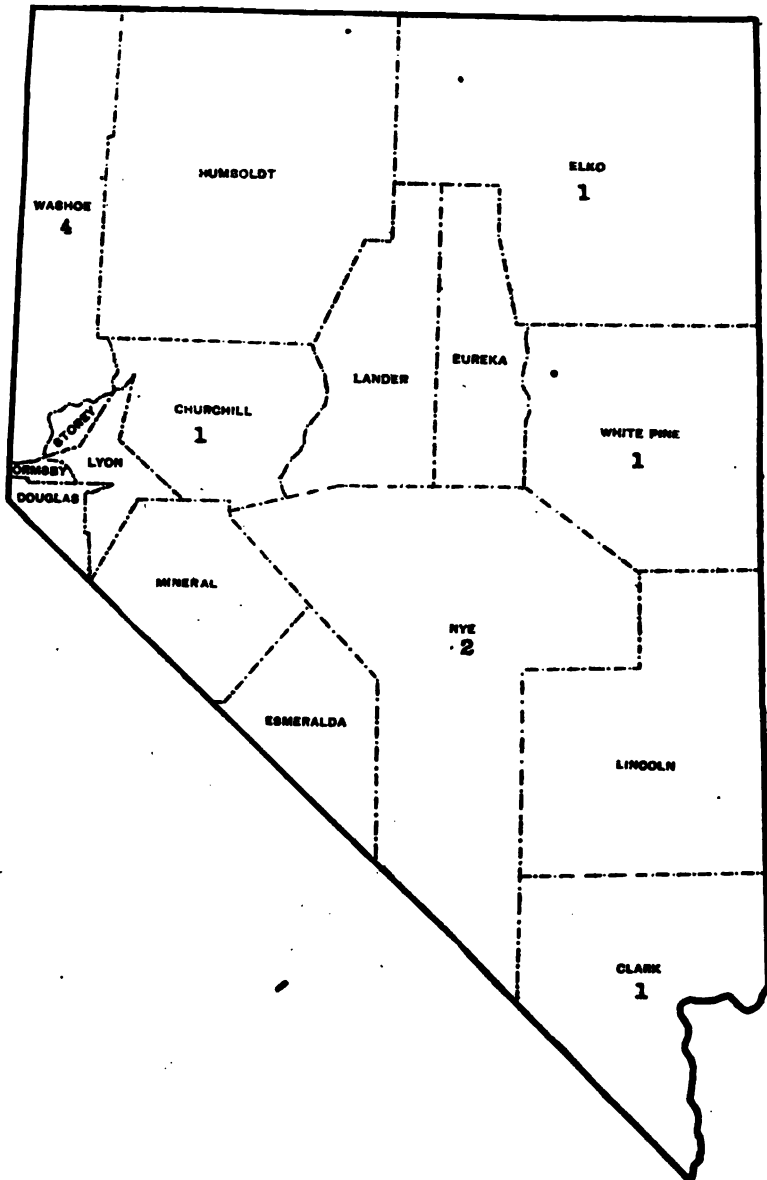 HUMBOLDT
ELKO
1
WASHOE
4
EUREKA
LANDER
CHURCHILL
1
STOREY
WHITE PINE
1
LYON
ORMSBY
DOUGLAS
MINERAL
NYE
2
ESMERALDA
LINCOLN
CLARK
1